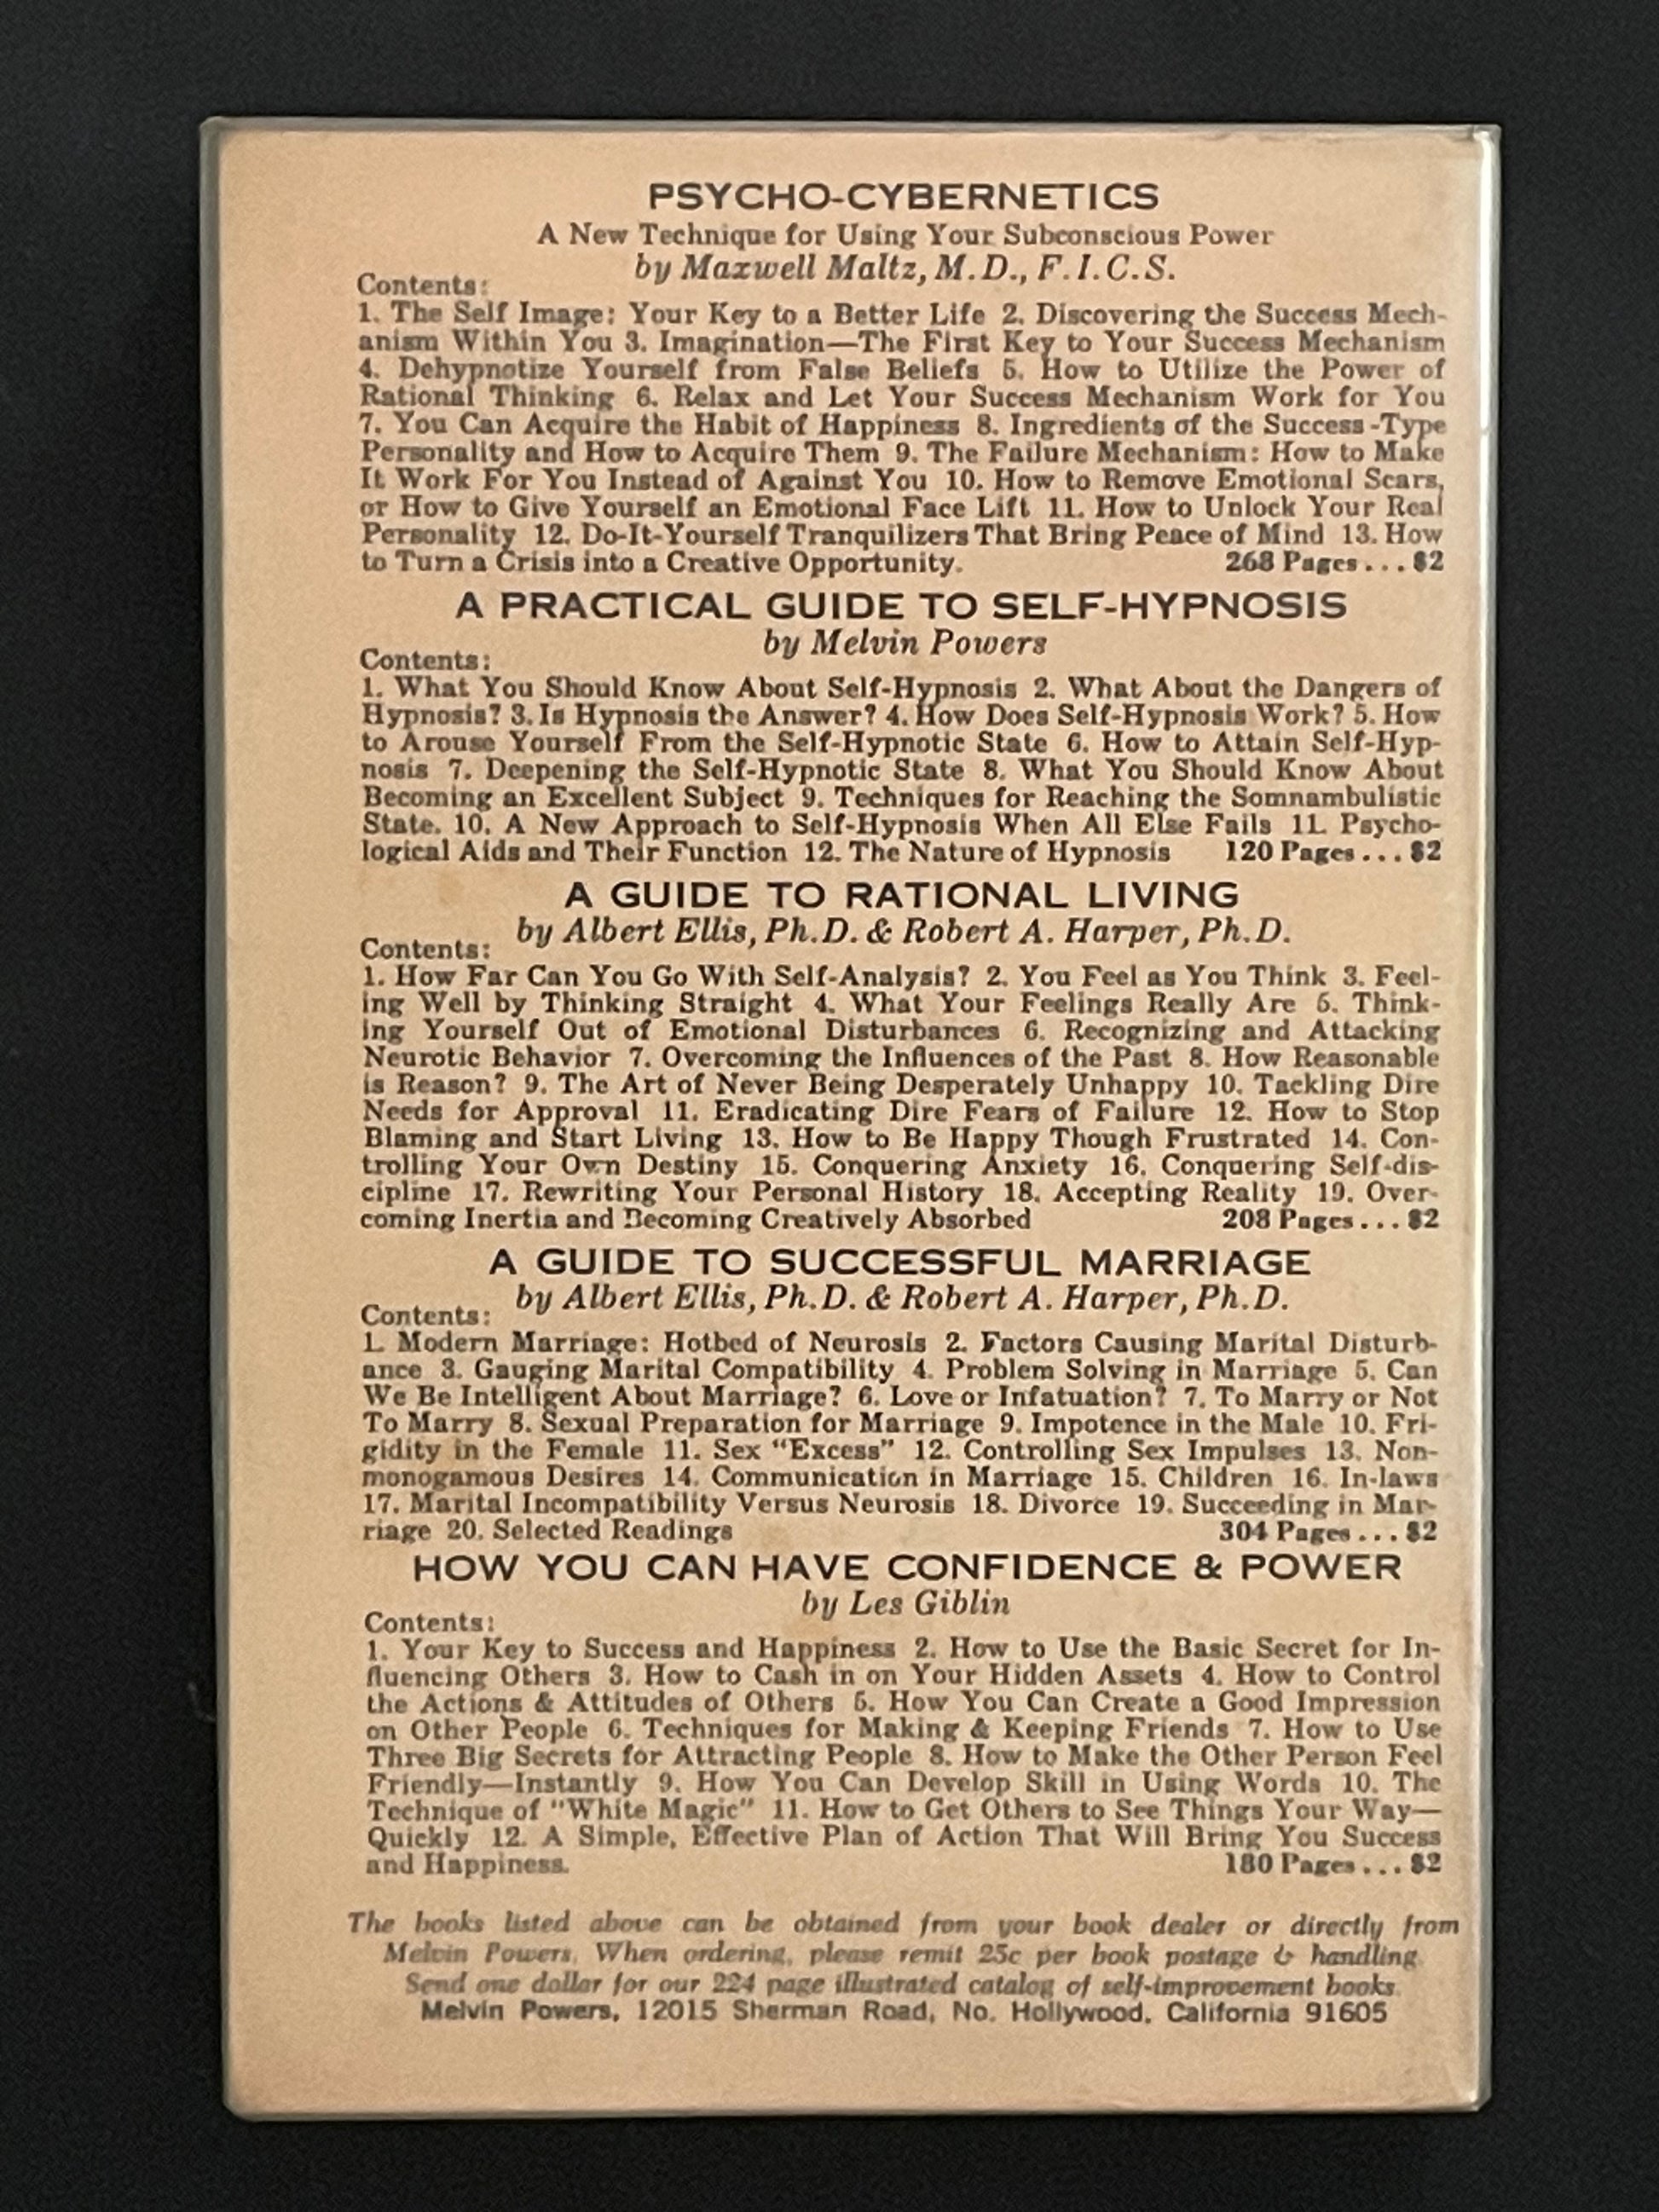 PSYCHO-CYBERNETICS
A New Technique for Using Your Subconscious Power
by Maxwell Maltz, M.D., F.I.C.S.
Contents:
1. The Self Image: Your Key to a Better Life 2. Discovering the Success Mech-
anism Within You 3. Imagination—The First Key to Your Success Mechanism
4. Dehypnotize Yourself from False Beliefs 5. How to Utilize the Power of
Rational Thinking 6. Relax and Let Your Success Mechanism Work for You
7. You Can Acquire the Habit of Happiness 8. Ingredients of the Success-Type
Personality and How to Acquire Them 9. The Failure Mechanism: How to Make
It Work For You Instead of Against You 10. How to Remove Emotional Scars,
or How to Give Yourself an Emotional Face Lift 11. How to Unlock Your Real
Personality 12. Do-It-Yourself Tranquilizers That Bring Peace of Mind 13. How
to Turn a Crisis into a Creative Opportunity. 268 Pages...$2
A PRACTICAL GUIDE TO SELF-HYPNOSIS
by Melvin Powers
Contents:
1. What You Should Know About Self-Hypnosis 2. What About the Dangers of
Hypnosis? 3. Is Hypnosis the Answer? 4. How Does Self-Hypnosis Work? 5. How
to Arouse Yourself From the Self-Hypnotic State 6. How to Attain Self-Hyp-
nosis 7. Deepening the Self-Hypnotic State 8. What You Should Know About
Becoming an Excellent Subject 9. Techniques for Reaching the Somnambulistic
State. 10. A New Approach to Self-Hypnosis When All Else Fails 11. Psycho-
logical Aids and Their Function 12. The Nature of Hypnosis 120 Pages...$2
A GUIDE TO RATIONAL LIVING
by Albert Ellis, Ph.D. & Robert A. Harper, Ph.D.
Contents:
1. How Far Can You Go With Self-Analysis? 2. You Feel as You Think 3. Feel-
ing Well by Thinking Straight 4. What Your Feelings Really Are 5. Think-
ing Yourself Out of Emotional Disturbances 6. Recognizing and Attacking
Neurotic Behavior 7. Overcoming the Influences of the Past 8. How Reasonable
is Reason? 9. The Art of Never Being Desperately Unhappy 10. Tackling Dire
Needs for Approval 11. Eradicating Dire Fears of Failure 12. How to Stop
Blaming and Start Living 13. How to Be Happy Though Frustrated 14. Con-
trolling Your Own Destiny 15. Conquering Anxiety 16. Conquering Self-dis-
cipline 17. Rewriting Your Personal History 18. Accepting Reality 19. Over-
coming Inertia and Becoming Creatively Absorbed 208 Pages...$2
A GUIDE TO SUCCESSFUL MARRIAGE
by Albert Ellis, Ph.D. & Robert A. Harper, Ph.D.
Contents:
1. Modern Marriage: Hotbed of Neurosis 2. Factors Causing Marital Disturb-
ance 3. Gauging Marital Compatibility 4. Problem Solving in Marriage 5. Can
We Be Intelligent About Marriage? 6. Love or Infatuation? 7. To Marry or Not
To Marry 8. Sexual Preparation for Marriage 9. Impotence in the Male 10. Fri-
gidity in the Female 11. Sex "Excess" 12. Controlling Sex Impulses 13. Non-
monogamous Desires 14. Communication in Marriage 15. Children 16. In-laws
17. Marital Incompatibility Versus Neurosis 18. Divorce 19. Succeeding in Mar-
riage 20. Selected Readings 304 Pages...$2
HOW YOU CAN HAVE CONFIDENCE & POWER
by Les Giblin
Contents:
1. Your Key to Success and Happiness 2. How to Use the Basic Secret for In-
fluencing Others 3. How to Cash in on Your Hidden Assets 4. How to Control
the Actions & Attitudes of Others 5. How You Can Create a Good Impression
on Other People 6. Techniques for Making & Keeping Friends 7. How to Use
Three Big Secrets for Attracting People 8. How to Make the Other Person Feel
Friendly—Instantly 9. How You Can Develop Skill in Using Words 10. The
Technique of "White Magic" 11. How to Get Others to See Things Your Way—
Quickly 12. A Simple, Effective Plan of Action That Will Bring You Success
and Happiness. 180 Pages...$2
The books listed above can be obtained from your book dealer or directly from
Melvin Powers. When ordering, please remit 25c per book postage & handling.
Send one dollar for our 224 page illustrated catalog of self-improvement books.
Melvin Powers, 12015 Sherman Road, No. Hollywood, California 91605